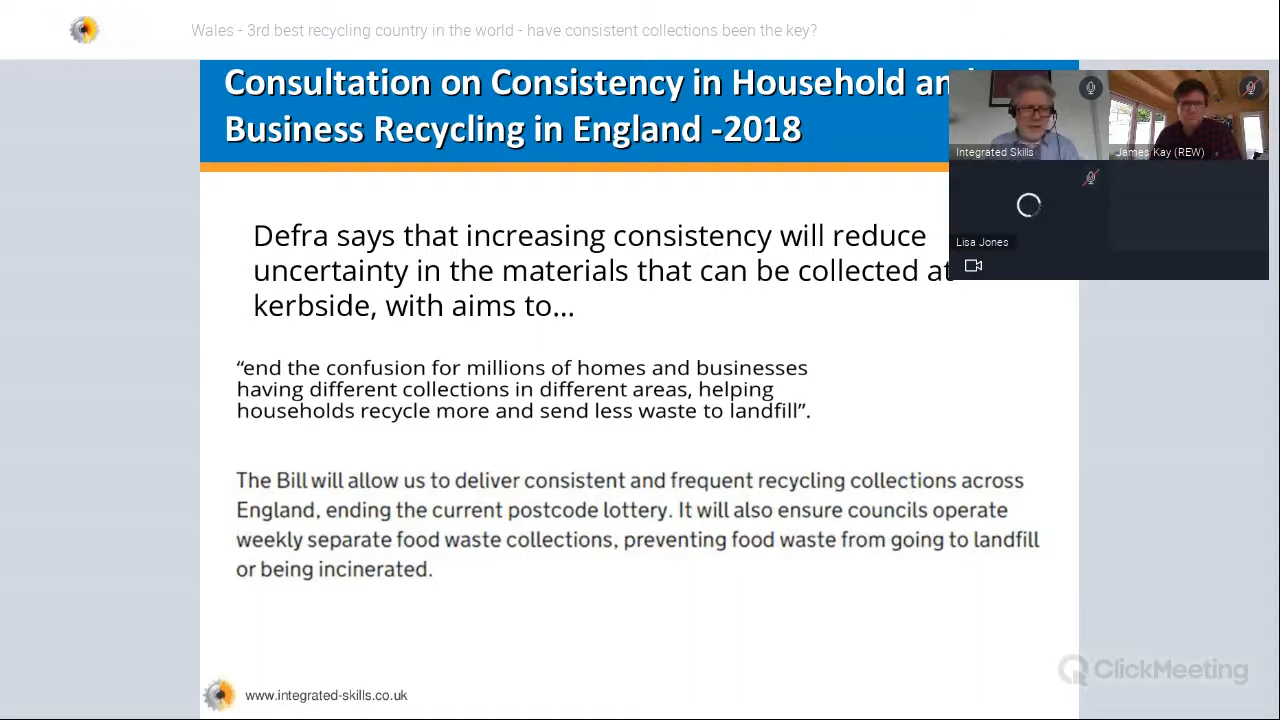 Wales - 3rd best recycling country in the world - have consistent collections been the key?
Consultation on Consistency in Household
Business Recycling in England -2018
Integrated Skills
James Kay (REW)
Lisa Jones
Defra says that increasing consistency will reduce
uncertainty in the materials that can be collected at
kerbside, with aims to...
“end the confusion for millions of homes and businesses
having different collections in different areas, helping
households recycle more and send less waste to landfill”.
The Bill will allow us to deliver consistent and frequent recycling collections across
England, ending the current postcode lottery. It will also ensure councils operate
weekly separate food waste collections, preventing food waste from going to landfill
or being incinerated.
www.integrated-skills.co.uk
ClickMeeting